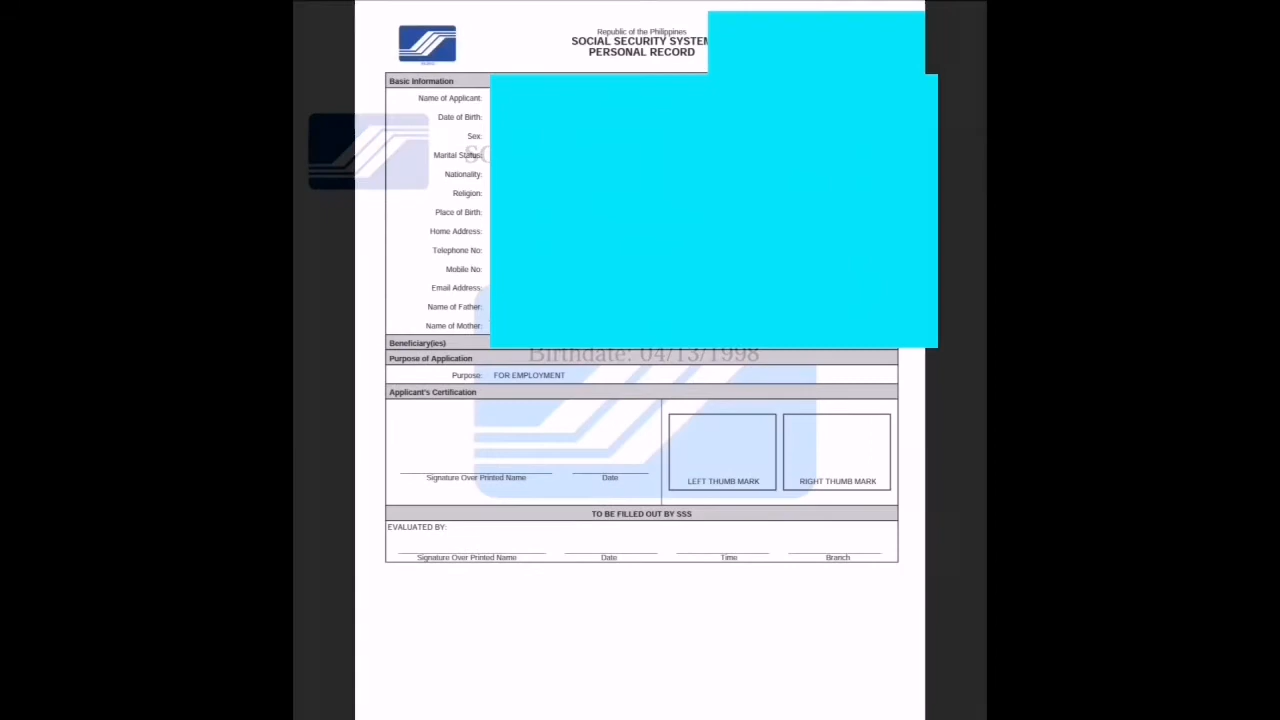 Republic of the Philippines
SOCIAL SECURITY SYSTEM
PERSONAL RECORD
Basic Information
Name of Applicant:
Date of Birth:
Sex:
Marital Status:
Nationality:
Religion:
Place of Birth:
Home Address:
Telephone No:
Mobile No:
Email Address:
Name of Father:
Name of Mother:
Beneficiary(ies)
Birthdate: 04/13/1998
Purpose of Application
Purpose: FOR EMPLOYMENT
Applicant's Certification
Signature Over Printed Name Date LEFT THUMB MARK RIGHT THUMB MARK
TO BE FILLED OUT BY SSS
EVALUATED BY:
Signature Over Printed Name Date Time Branch